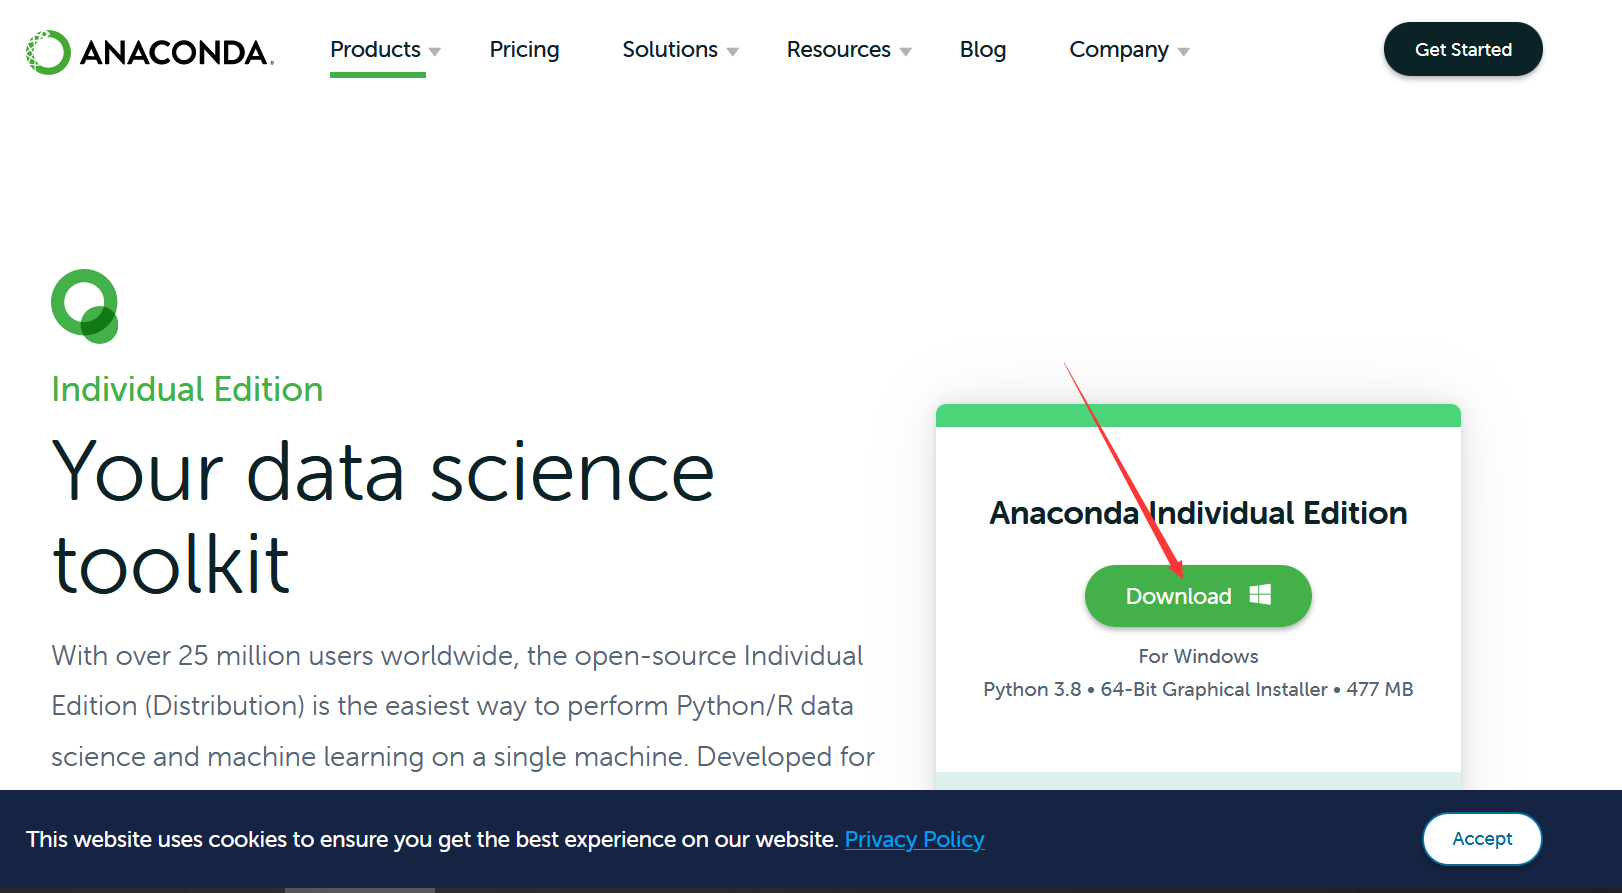 ANACONDA.
Products
Pricing
Solutions
Resources
Blog
Company
Get Started
Individual Edition
Your data science
toolkit
With over 25 million users worldwide, the open-source Individual
Edition (Distribution) is the easiest way to perform Python/R data
science and machine learning on a single machine. Developed for
Anaconda Individual Edition
Download
For Windows
Python 3.8 • 64-Bit Graphical Installer • 477 MB
This website uses cookies to ensure you get the best experience on our website. Privacy Policy
Accept